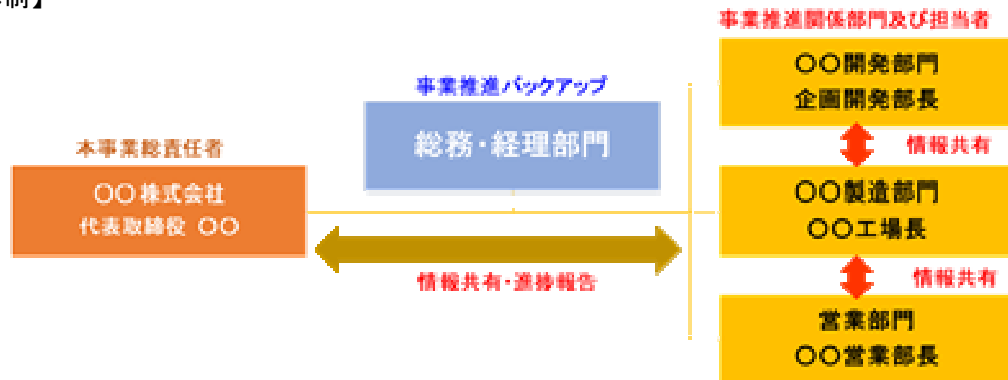 制】
事業推進関係部門及び担当者
〇〇開発部門
企画開発部長
事業推進バックアップ
総務・経理部門
情報共有
本事業総責任者
〇〇株式会社
代表取締役 〇〇
〇〇製造部門
〇〇工場長
情報共有・進捗報告
情報共有
営業部門
〇〇営業部長